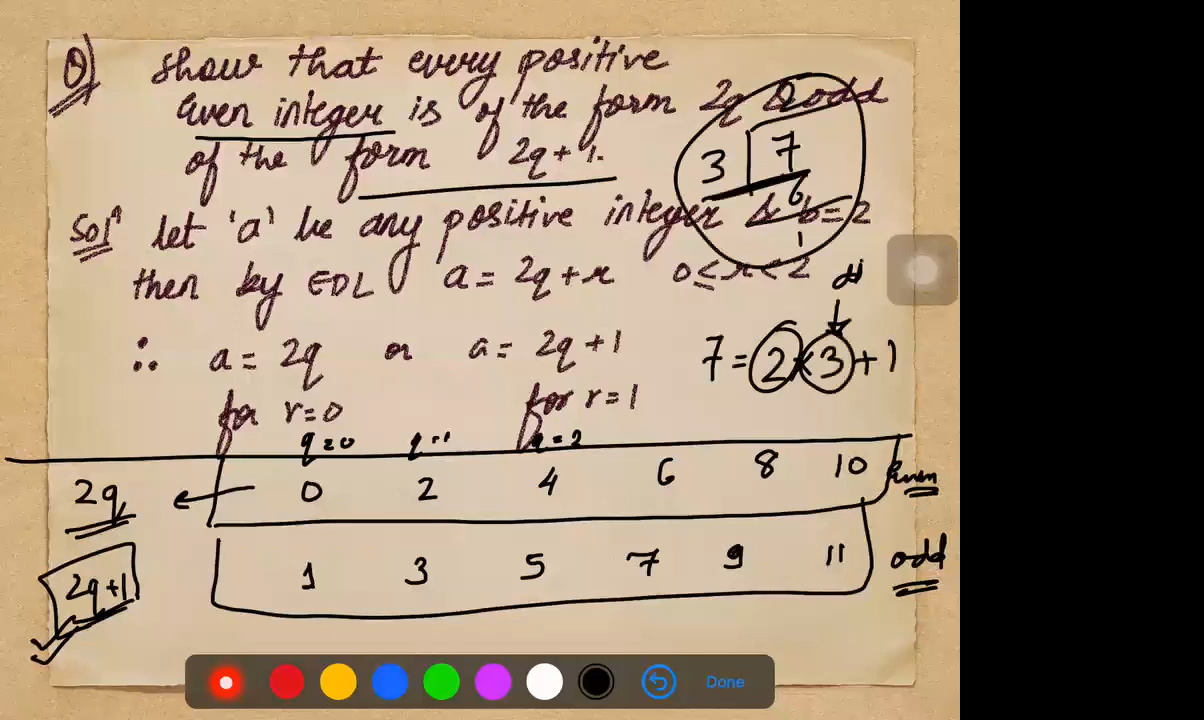 Q) Show that every positive
even integer is of the form 2q & odd
of the form 2q + 1.
3 7
6
1
Solⁿ let 'a' be any positive integer & b = 2
then by EDL a = 2q + r 0 ≤ r < 2
∴ a = 2q or a = 2q + 1
7 = 2 × 3 + 1
for r = 0 for r = 1
q = 0 q = 1 q = 2
2q 0 2 4 6 8 10 even
2q + 1 1 3 5 7 9 11 odd
Done